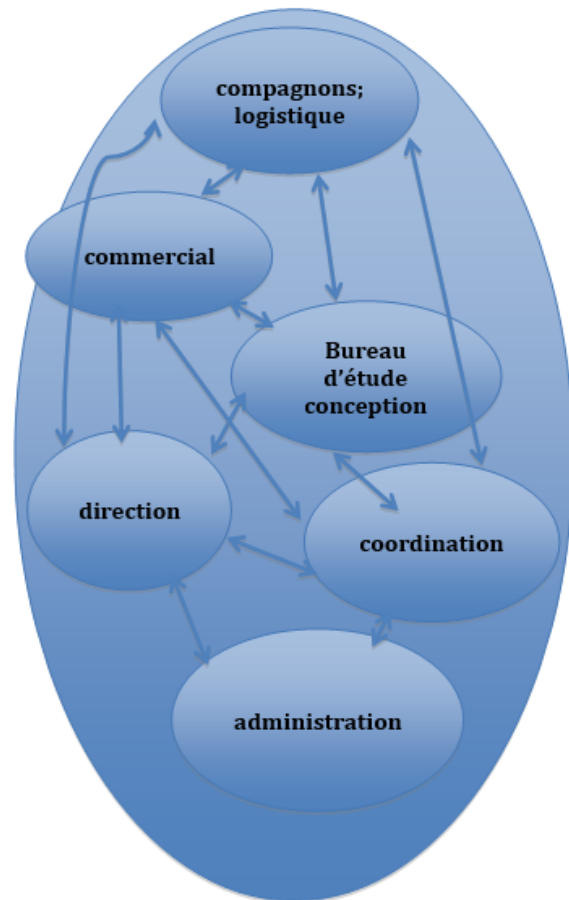 compagnons;
logistique
commercial
Bureau
d'étude
conception
direction
coordination
administration